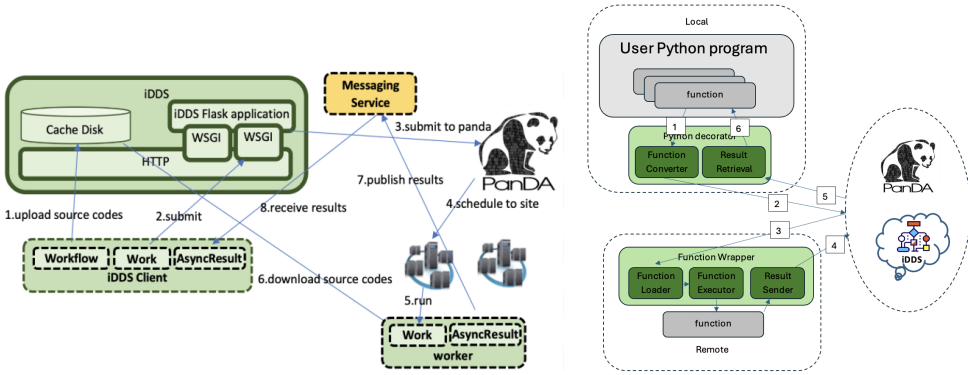 iDDS
Cache Disk
iDDS Flask application
WSGI
WSGI
HTTP
Messaging
Service
3.submit to panda
PanDA
7.publish results
4.schedule to site
1.upload source codes
2.submit
8.receive results
Workflow
Work
AsyncResult
iDDS Client
6.download source codes
5.run
Work
AsyncResult
worker
Local
User Python program
function
1
6
Python decorator
Function
Converter
Result
Retrieval
2
5
PanDA
iDDS
3
4
Function Wrapper
Function
Loader
Function
Executor
Result
Sender
function
Remote